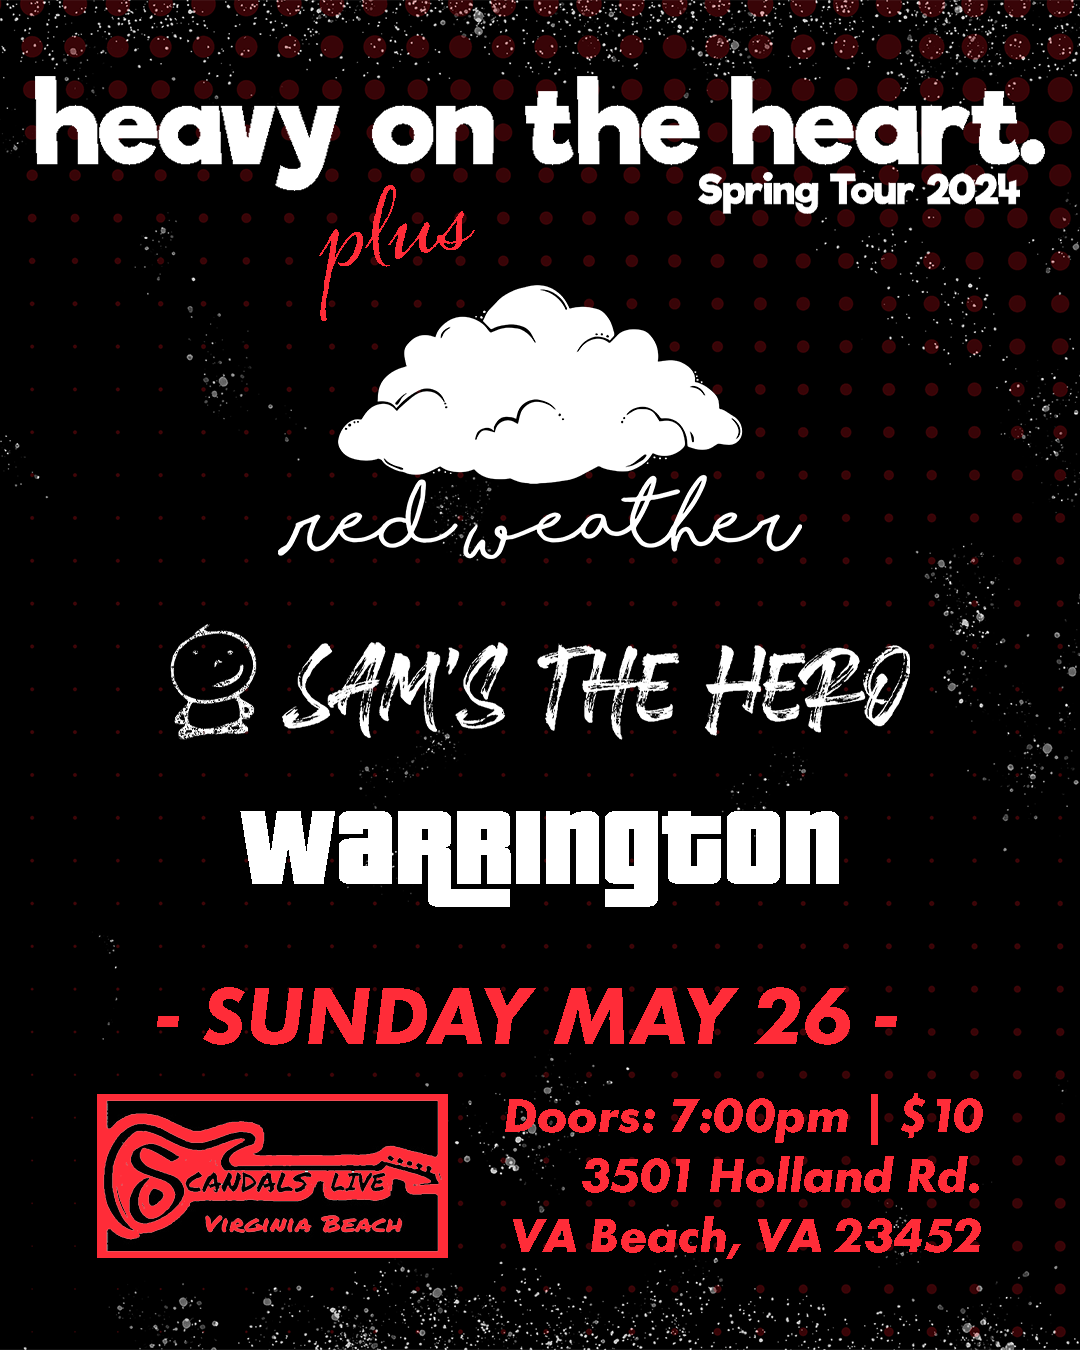 heavy on the heart.
Spring Tour 2024
plus
red weather
SAM'S THE HERO
WaRRINgtON
- SUNDAY MAY 26 -
SCANDALS LIVE
VIRGINIA BEACH
Doors: 7:00pm | $10
3501 Holland Rd.
VA Beach, VA 23452